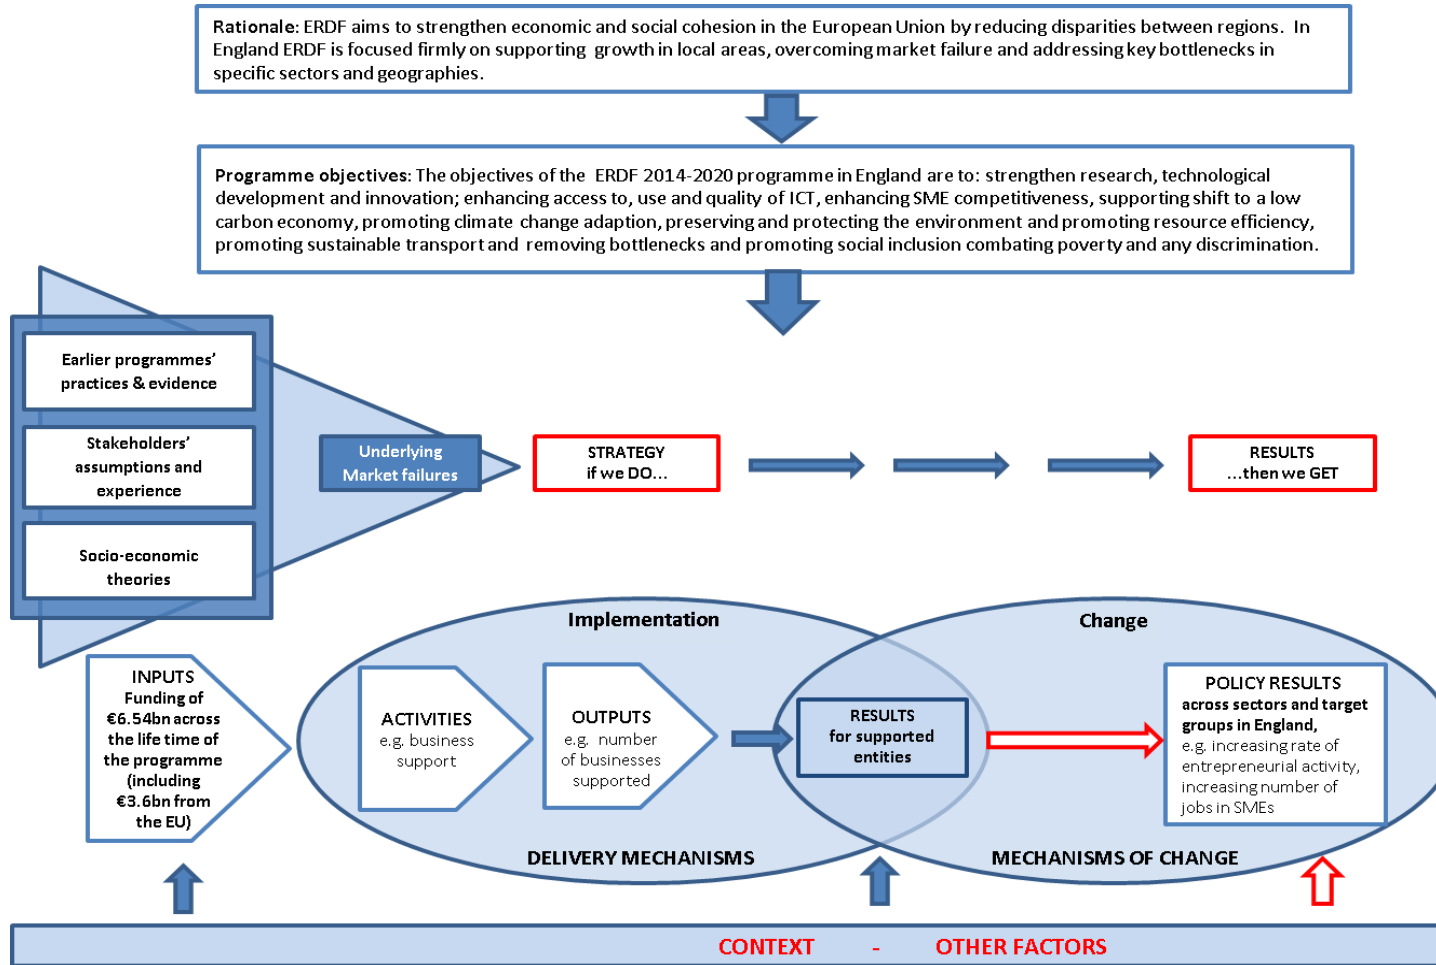 Rationale: ERDF aims to strengthen economic and social cohesion in the European Union by reducing disparities between regions. In
England ERDF is focused firmly on supporting growth in local areas, overcoming market failure and addressing key bottlenecks in
specific sectors and geographies.
Programme objectives: The objectives of the ERDF 2014-2020 programme in England are to: strengthen research, technological
development and innovation; enhancing access to, use and quality of ICT, enhancing SME competitiveness, supporting shift to a low
carbon economy, promoting climate change adaption, preserving and protecting the environment and promoting resource efficiency,
promoting sustainable transport and removing bottlenecks and promoting social inclusion combating poverty and any discrimination.
Earlier programmes'
practices & evidence
Stakeholders'
assumptions and
experience
Socio-economic
theories
Underlying
Market failures
STRATEGY
if we DO...
RESULTS
...then we GET
Implementation
Change
INPUTS
Funding of
€6.54bn across
the life time of
the programme
(including
€3.6bn from
the EU)
ACTIVITIES
e.g. business
support
OUTPUTS
e.g. number
of businesses
supported
RESULTS
for supported
entities
POLICY RESULTS
across sectors and target
groups in England,
e.g. increasing rate of
entrepreneurial activity,
increasing number of
jobs in SMEs
DELIVERY MECHANISMS
MECHANISMS OF CHANGE
CONTEXT - OTHER FACTORS